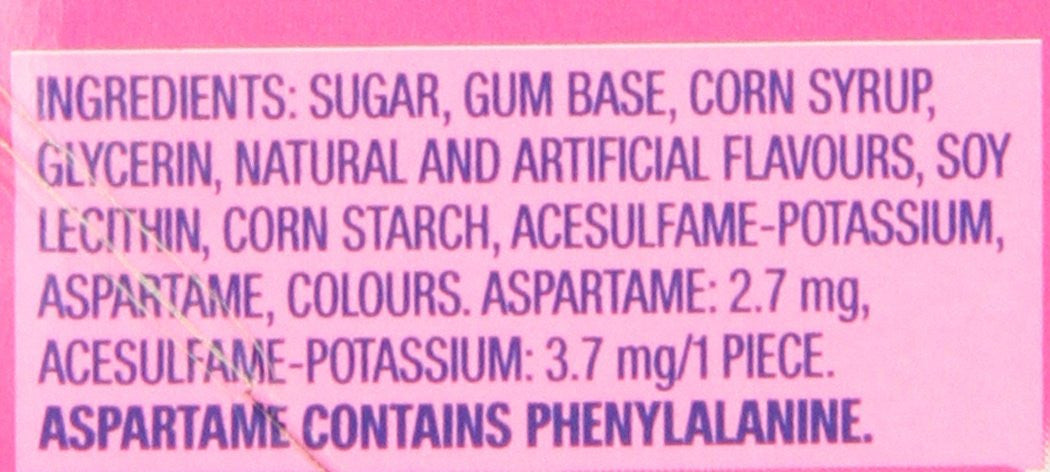 INGREDIENTS: SUGAR, GUM BASE, CORN SYRUP,
GLYCERIN, NATURAL AND ARTIFICIAL FLAVOURS, SOY
LECITHIN, CORN STARCH, ACESULFAME-POTASSIUM,
ASPARTAME, COLOURS. ASPARTAME: 2.7 mg,
ACESULFAME-POTASSIUM: 3.7 mg/1 PIECE.
ASPARTAME CONTAINS PHENYLALANINE.